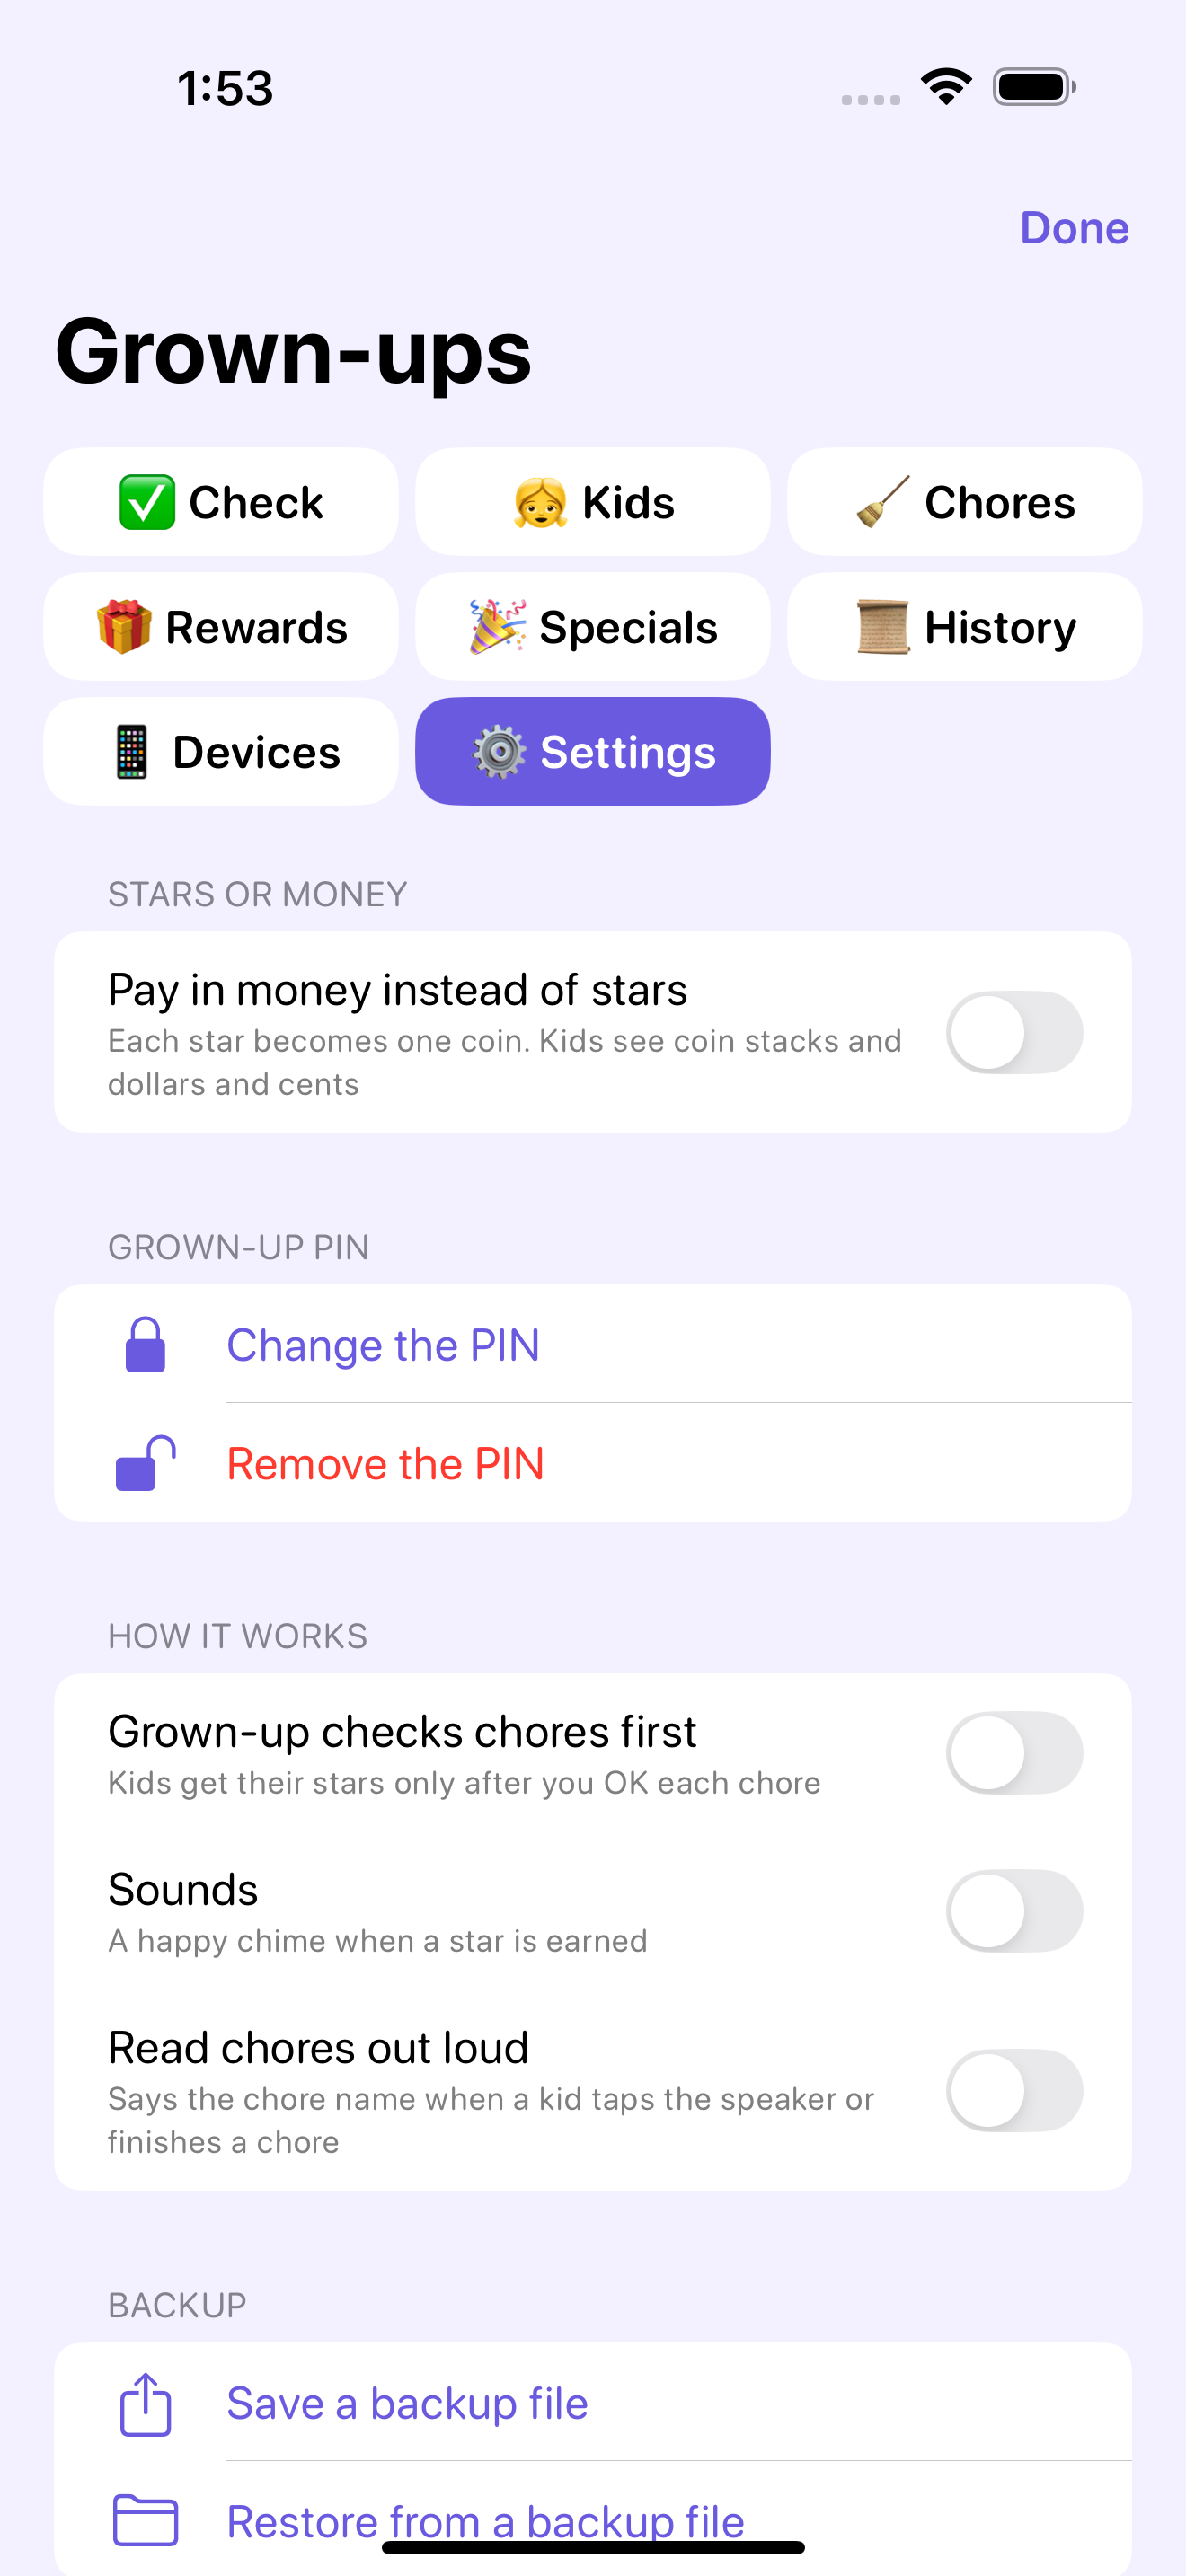 1:53
Done
Grown-ups
Check
Kids
Chores
Rewards
Specials
History
Devices
Settings
STARS OR MONEY
Pay in money instead of stars
Each star becomes one coin. Kids see coin stacks and
dollars and cents
GROWN-UP PIN
Change the PIN
Remove the PIN
HOW IT WORKS
Grown-up checks chores first
Kids get their stars only after you OK each chore
Sounds
A happy chime when a star is earned
Read chores out loud
Says the chore name when a kid taps the speaker or
finishes a chore
BACKUP
Save a backup file
Restore from a backup file